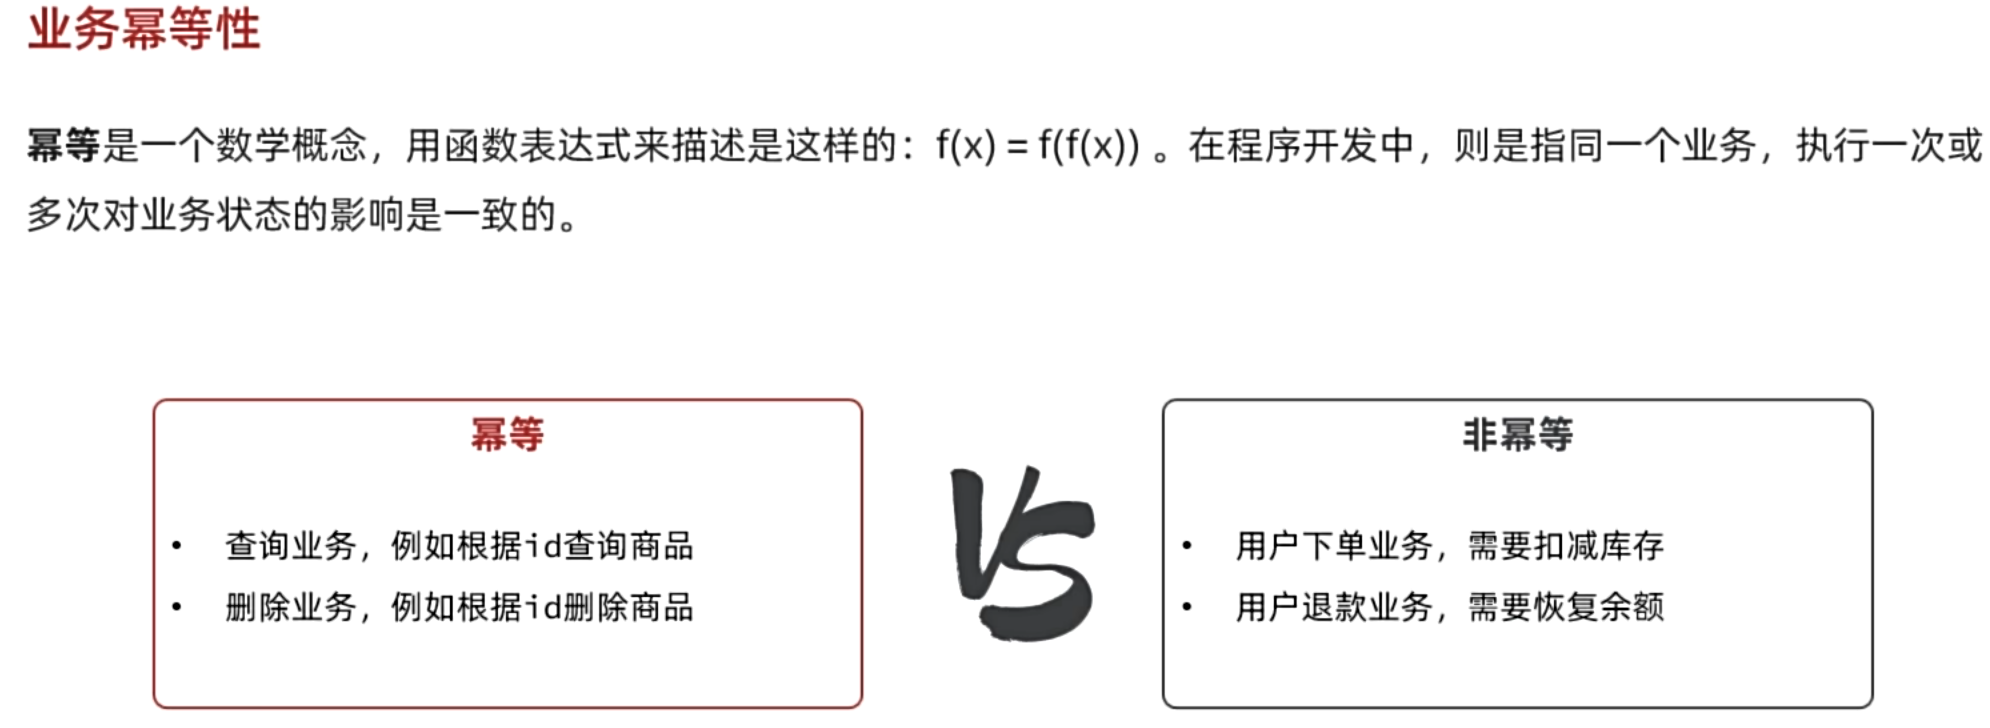 业务幂等性
幂等是一个数学概念，用函数表达式来描述是这样的：f(x) = f(f(x)) 。在程序开发中，则是指同一个业务，执行一次或
多次对业务状态的影响是一致的。
幂等
• 查询业务，例如根据id查询商品
• 删除业务，例如根据id删除商品
VS
非幂等
• 用户下单业务，需要扣减库存
• 用户退款业务，需要恢复余额